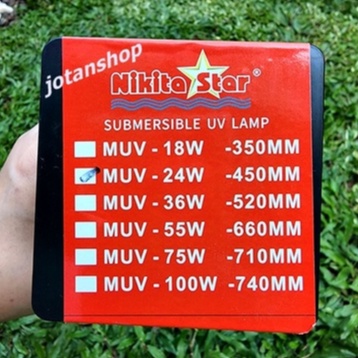 jotanshop
Nikita Star®
SUBMERSIBLE UV LAMP
MUV - 18W -350MM
MUV - 24W -450MM
MUV - 36W -520MM
MUV - 55W -660MM
MUV - 75W -710MM
MUV - 100W -740MM